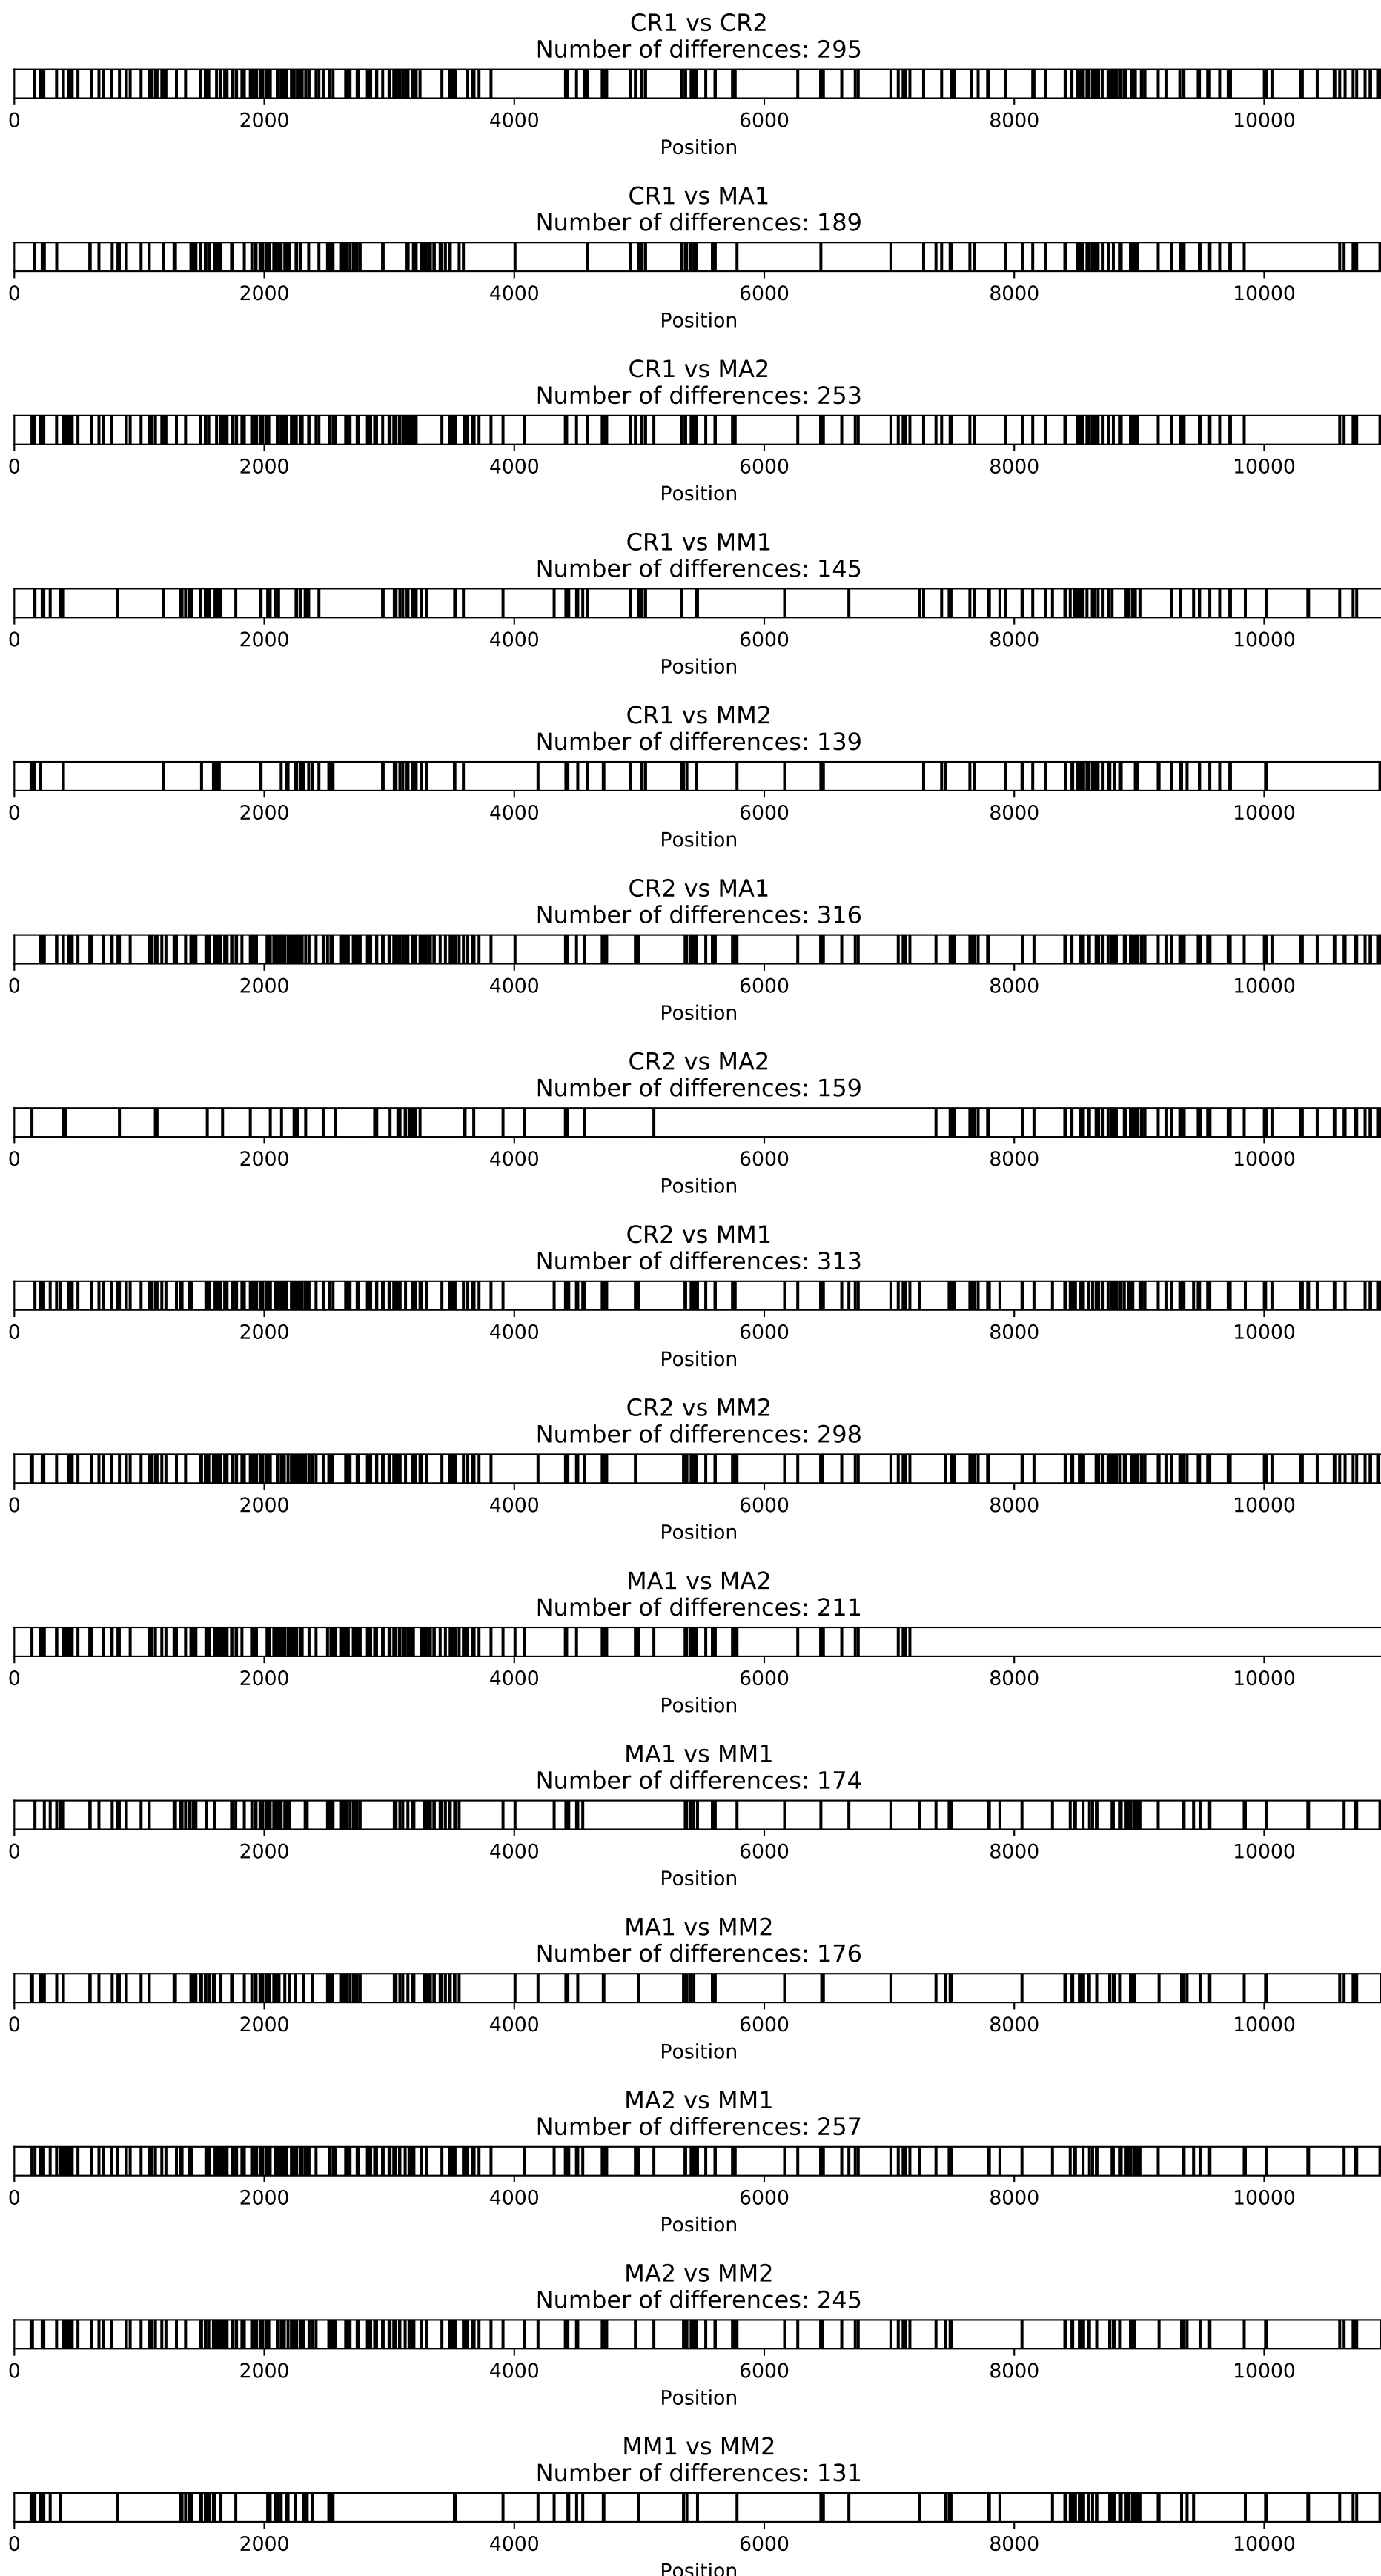 CR1 vs CR2
Number of differences: 295
0 2000 4000 6000 8000 10000
Position
CR1 vs MA1
Number of differences: 189
0 2000 4000 6000 8000 10000
Position
CR1 vs MA2
Number of differences: 253
0 2000 4000 6000 8000 10000
Position
CR1 vs MM1
Number of differences: 145
0 2000 4000 6000 8000 10000
Position
CR1 vs MM2
Number of differences: 139
0 2000 4000 6000 8000 10000
Position
CR2 vs MA1
Number of differences: 316
0 2000 4000 6000 8000 10000
Position
CR2 vs MA2
Number of differences: 159
0 2000 4000 6000 8000 10000
Position
CR2 vs MM1
Number of differences: 313
0 2000 4000 6000 8000 10000
Position
CR2 vs MM2
Number of differences: 298
0 2000 4000 6000 8000 10000
Position
MA1 vs MA2
Number of differences: 211
0 2000 4000 6000 8000 10000
Position
MA1 vs MM1
Number of differences: 174
0 2000 4000 6000 8000 10000
Position
MA1 vs MM2
Number of differences: 176
0 2000 4000 6000 8000 10000
Position
MA2 vs MM1
Number of differences: 257
0 2000 4000 6000 8000 10000
Position
MA2 vs MM2
Number of differences: 245
0 2000 4000 6000 8000 10000
Position
MM1 vs MM2
Number of differences: 131
0 2000 4000 6000 8000 10000
Position